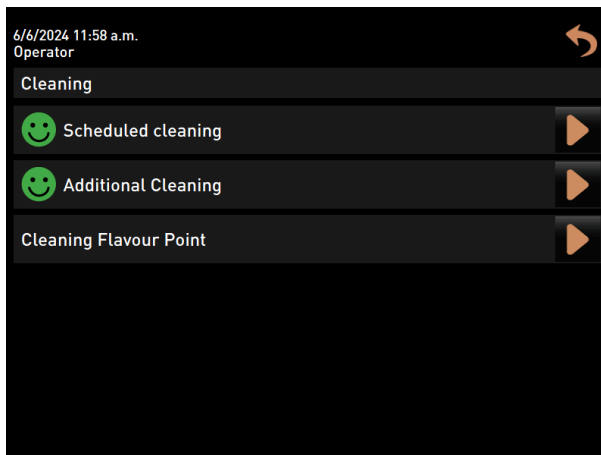 6/6/2024 11:58 a.m.
Operator
Cleaning
Scheduled cleaning
Additional Cleaning
Cleaning Flavour Point